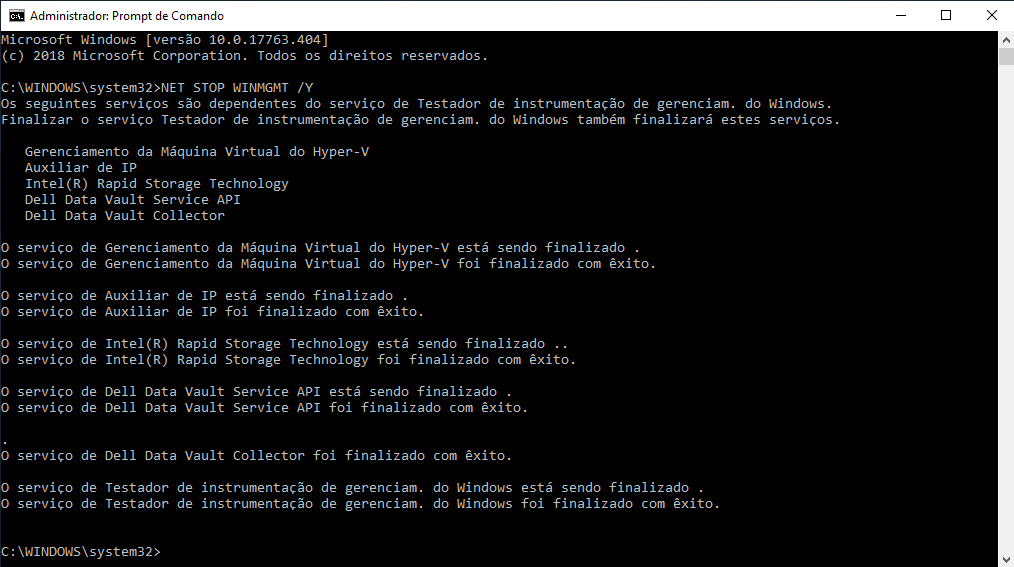 Administrador: Prompt de Comando
Microsoft Windows [versão 10.0.17763.404]
(c) 2018 Microsoft Corporation. Todos os direitos reservados.
C:\WINDOWS\system32>NET STOP WINMGMT /Y
Os seguintes serviços são dependentes do serviço de Testador de instrumentação de gerenciam. do Windows.
Finalizar o serviço Testador de instrumentação de gerenciam. do Windows também finalizará estes serviços.
Gerenciamento da Máquina Virtual do Hyper-V
Auxiliar de IP
Intel(R) Rapid Storage Technology
Dell Data Vault Service API
Dell Data Vault Collector
O serviço de Gerenciamento da Máquina Virtual do Hyper-V está sendo finalizado .
O serviço de Gerenciamento da Máquina Virtual do Hyper-V foi finalizado com êxito.
O serviço de Auxiliar de IP está sendo finalizado .
O serviço de Auxiliar de IP foi finalizado com êxito.
O serviço de Intel(R) Rapid Storage Technology está sendo finalizado ..
O serviço de Intel(R) Rapid Storage Technology foi finalizado com êxito.
O serviço de Dell Data Vault Service API está sendo finalizado .
O serviço de Dell Data Vault Service API foi finalizado com êxito.
.
O serviço de Dell Data Vault Collector foi finalizado com êxito.
O serviço de Testador de instrumentação de gerenciam. do Windows está sendo finalizado .
O serviço de Testador de instrumentação de gerenciam. do Windows foi finalizado com êxito.
C:\WINDOWS\system32>